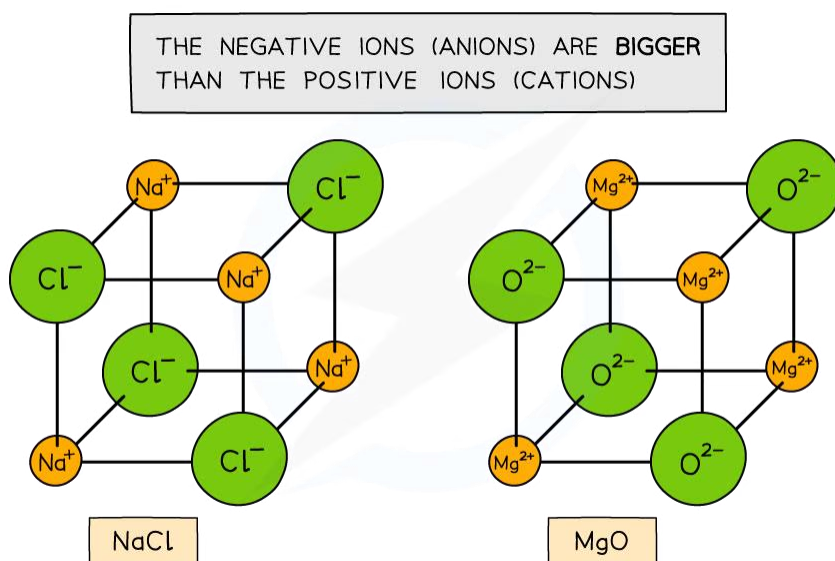 THE NEGATIVE IONS (ANIONS) ARE BIGGER
THAN THE POSITIVE IONS (CATIONS)
Na⁺
Cl⁻
Cl⁻
Na⁺
Cl⁻
Na⁺
Na⁺
Cl⁻
NaCl
Mg²⁺
O²⁻
O²⁻
Mg²⁺
O²⁻
Mg²⁺
Mg²⁺
O²⁻
MgO